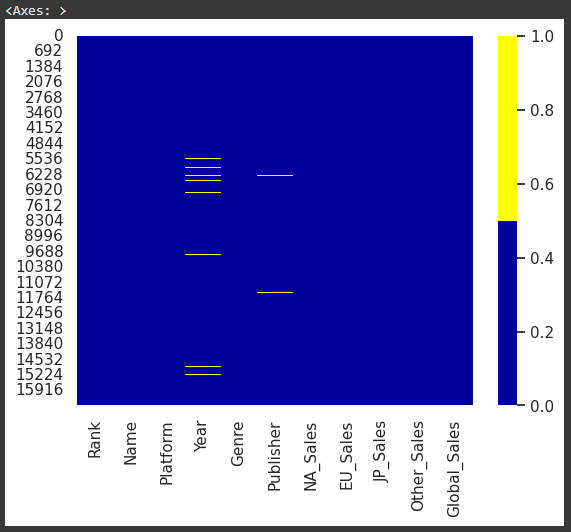 <Axes: >
0
692
1384
2076
2768
3460
4152
4844
5536
6228
6920
7612
8304
8996
9688
10380
11072
11764
12456
13148
13840
14532
15224
15916
1.0
0.8
0.6
0.4
0.2
0.0
Rank
Name
Platform
Year
Genre
Publisher
NA_Sales
EU_Sales
JP_Sales
Other_Sales
Global_Sales